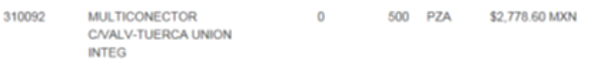 310092 MULTICONECTOR 0 500 PZA $2,778.60 MXN
C/VALV-TUERCA UNION
INTEG